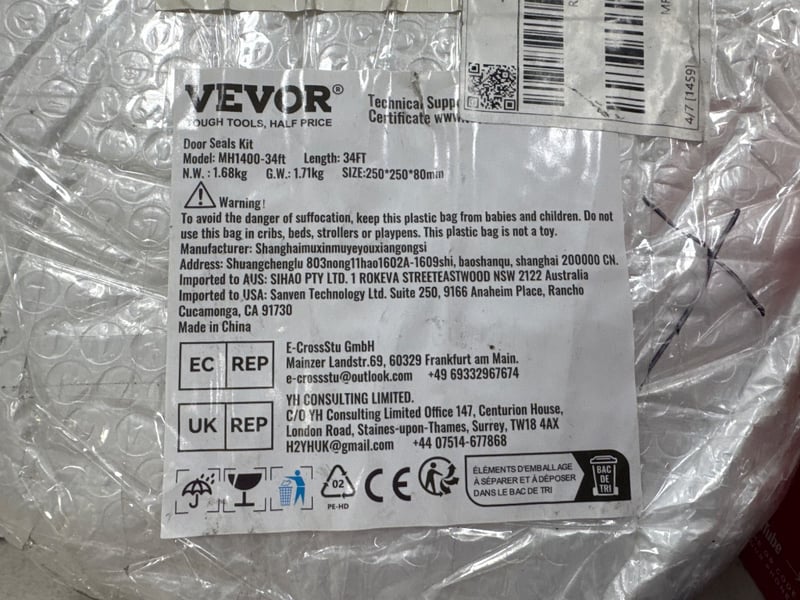 VEVOR®
TOUGH TOOLS, HALF PRICE
Technical
Certificate
4/7 [1459]
Door Seals Kit
Model: MH1400-34ft Length: 34FT
N.W. : 1.68kg G.W.: 1.71kg SIZE:250*250*80mm
Warning!
To avoid the danger of suffocation, keep this plastic bag from babies and children. Do not
use this bag in cribs, beds, strollers or playpens. This plastic bag is not a toy.
Manufacturer: Shanghaimuxinmuyeyouxiangongsi
Address: Shuangchenglu 803nong11hao1602A-1609shi, baoshanqu, shanghai 200000 CN.
Imported to AUS: SIHAO PTY LTD. 1 ROKEVA STREETEASTWOOD NSW 2122 Australia
Imported to USA: Sanven Technology Ltd. Suite 250, 9166 Anaheim Place, Rancho
Cucamonga, CA 91730
Made in China
EC REP
E-CrossStu GmbH
Mainzer Landstr.69, 60329 Frankfurt am Main.
e-crossstu@outlook.com +49 69332967674
UK REP
YH CONSULTING LIMITED.
C/O YH Consulting Limited Office 147, Centurion House,
London Road, Staines-upon-Thames, Surrey, TW18 4AX
H2YHUK@gmail.com +44 07514-677868
02
PE-HD
CE
ÉLÉMENTS D'EMBALLAGE
À SÉPARER ET À DÉPOSER
DANS LE BAC DE TRI
BAC
DE
TRI